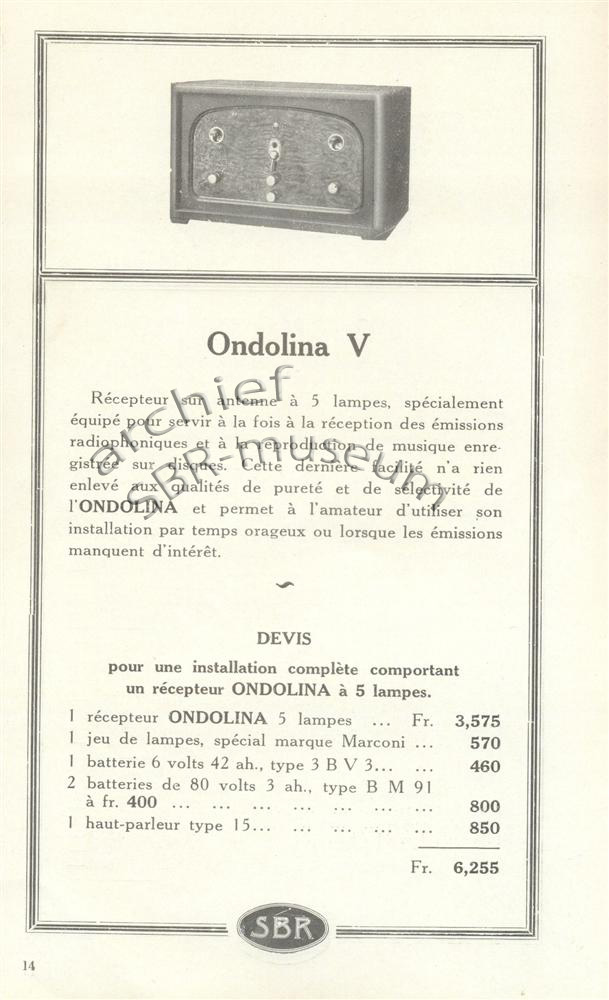 Ondolina V
Récepteur sur antenne à 5 lampes, spécialement
équipé pour servir à la fois à la réception des émissions
radiophoniques et à la reproduction de musique enre-
gistrée sur disques. Cette dernière facilité n'a rien
enlevé aux qualités de pureté et de sélectivité de
l'ONDOLINA et permet à l'amateur d'utiliser son
installation par temps orageux ou lorsque les émissions
manquent d'intérêt.
archief
SBR-museum
DEVIS
pour une installation complète comportant
un récepteur ONDOLINA à 5 lampes.
1 récepteur ONDOLINA 5 lampes ... Fr. 3,575
1 jeu de lampes, spécial marque Marconi ... 570
1 batterie 6 volts 42 ah., type 3 B V 3... ... 460
2 batteries de 80 volts 3 ah., type B M 91
à fr. 400 ... ... ... ... ... ... ... 800
1 haut-parleur type 15... ... ... ... ... 850
Fr. 6,255
SBR
14